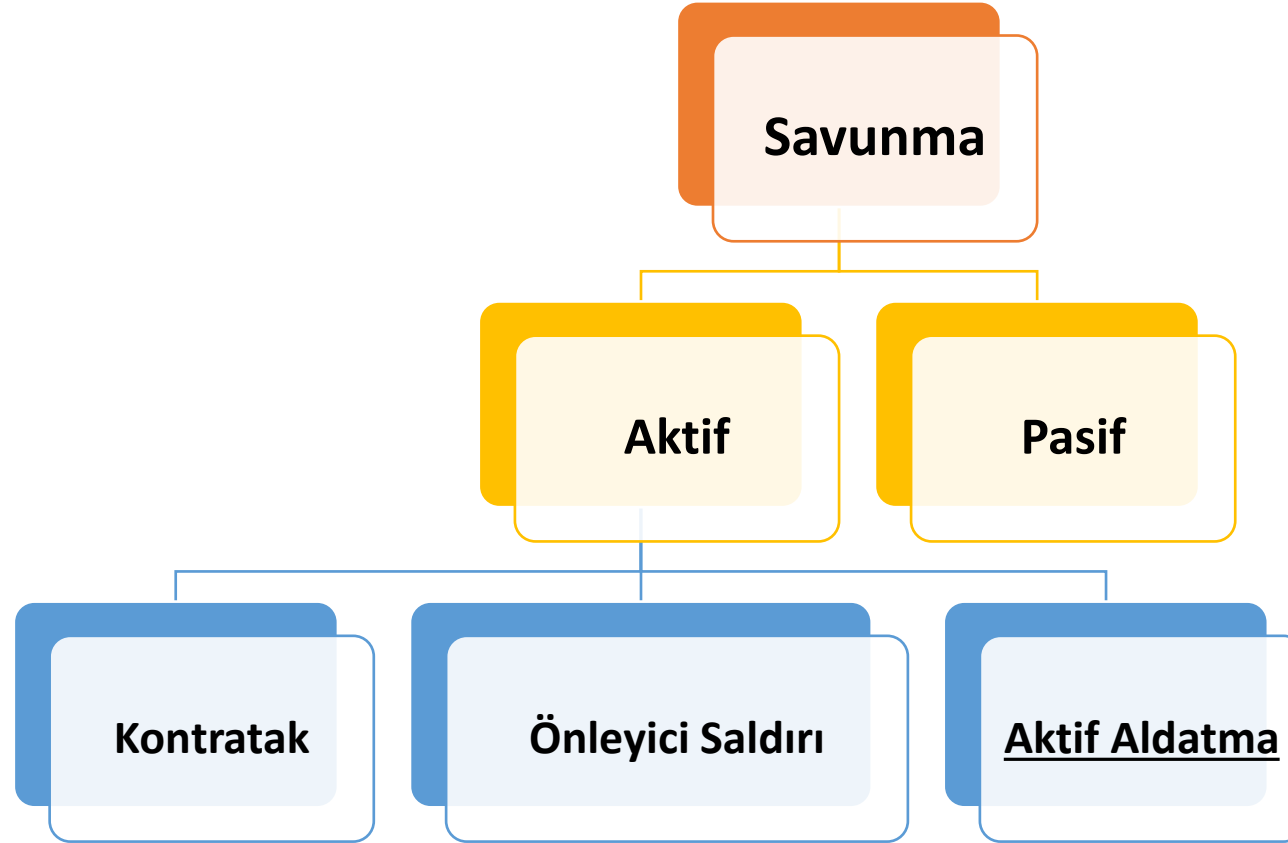 Savunma
Aktif
Pasif
Kontratak
Önleyici Saldırı
Aktif Aldatma